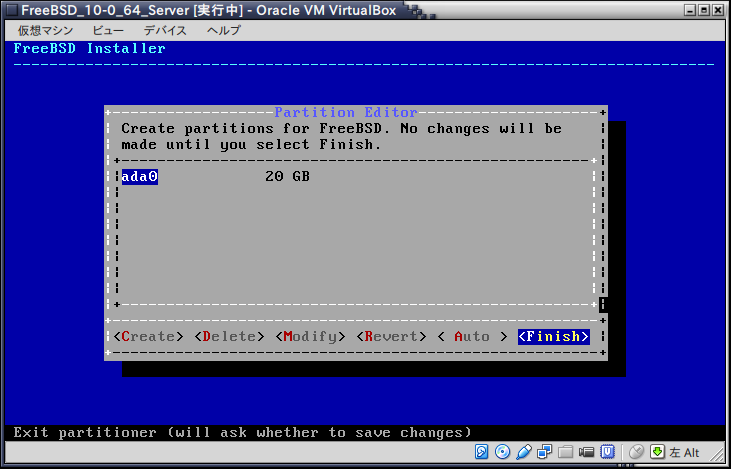 FreeBSD_10-0_64_Server [実行中] - Oracle VM VirtualBox
仮想マシン ビュー デバイス ヘルプ
FreeBSD Installer
Partition Editor
Create partitions for FreeBSD. No changes will be
made until you select Finish.
ada0 20 GB
<Create> <Delete> <Modify> <Revert> < Auto > <Finish>
Exit partitioner (will ask whether to save changes)
左 Alt